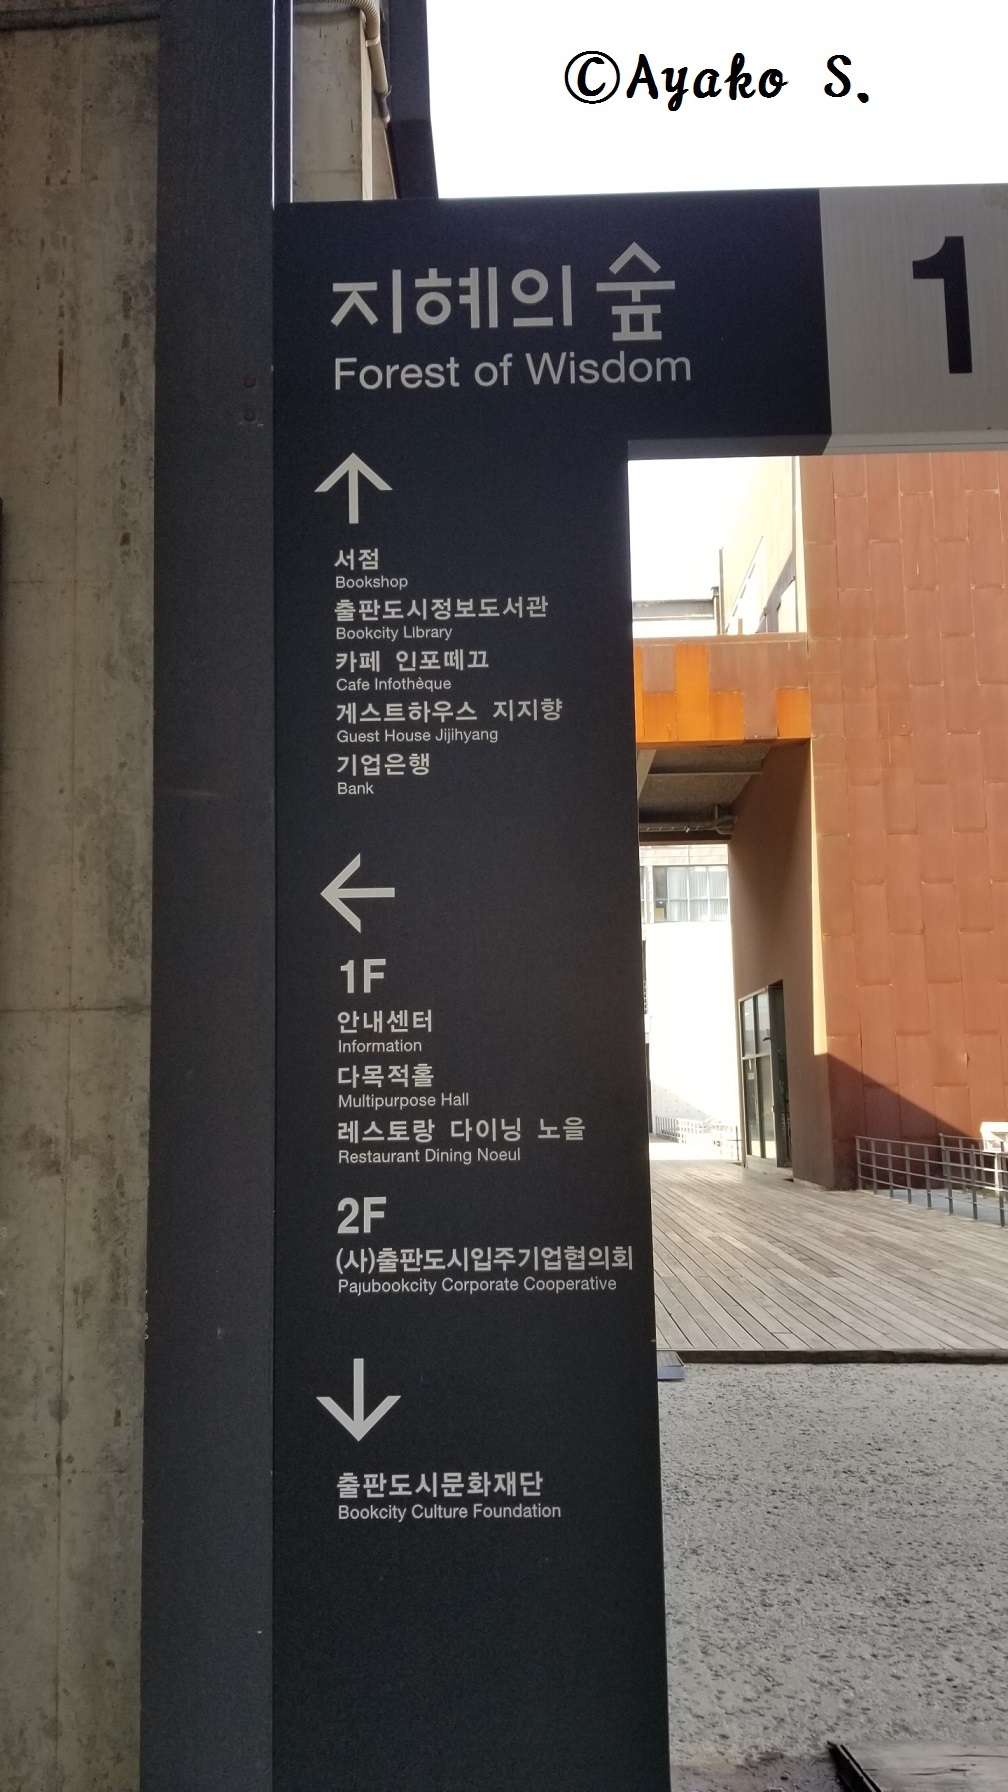 ©Ayako S.
지혜의 숲
Forest of Wisdom
1
↑
서점
Bookshop
출판도시정보도서관
Bookcity Library
카페 인포떼끄
Cafe Infothèque
게스트하우스 지지향
Guest House Jijihyang
기업은행
Bank
←
1F
안내센터
Information
다목적홀
Multipurpose Hall
레스토랑 다이닝 노을
Restaurant Dining Noeul
2F
(사)출판도시입주기업협의회
Pajubookcity Corporate Cooperative
↓
출판도시문화재단
Bookcity Culture Foundation